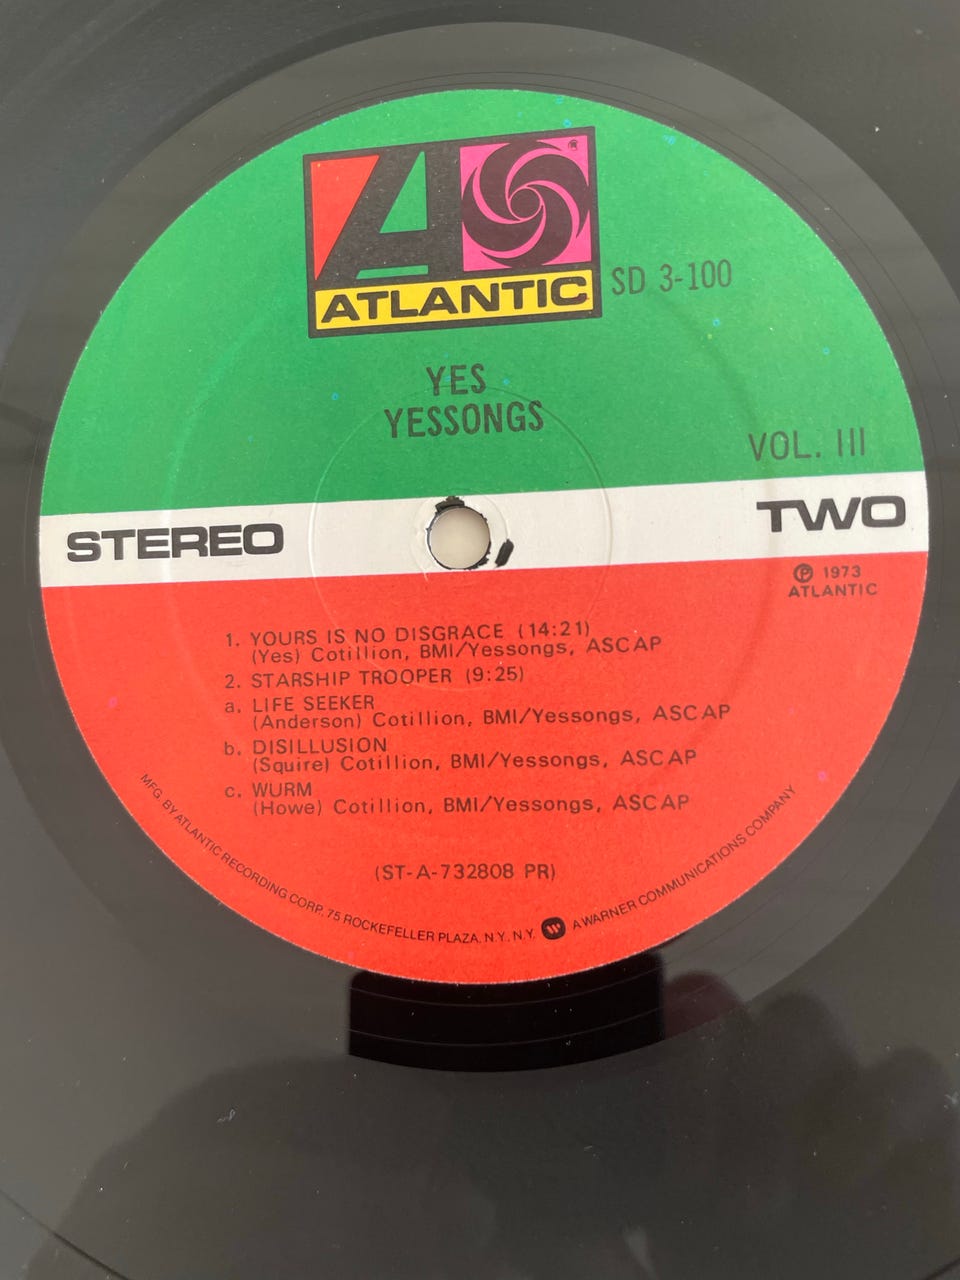 ATLANTIC
SD 3-100
YES
YESSONGS
VOL. III
STEREO
TWO
Ⓟ 1973
ATLANTIC
1. YOURS IS NO DISGRACE (14:21)
(Yes) Cotillion, BMI/Yessongs, ASCAP
2. STARSHIP TROOPER (9:25)
a. LIFE SEEKER
(Anderson) Cotillion, BMI/Yessongs, ASCAP
b. DISILLUSION
(Squire) Cotillion, BMI/Yessongs, ASCAP
c. WURM
(Howe) Cotillion, BMI/Yessongs, ASCAP
(ST-A-732808 PR)
MFG. BY ATLANTIC RECORDING CORP. 75 ROCKEFELLER PLAZA, N.Y. N.Y. A WARNER COMMUNICATIONS COMPANY